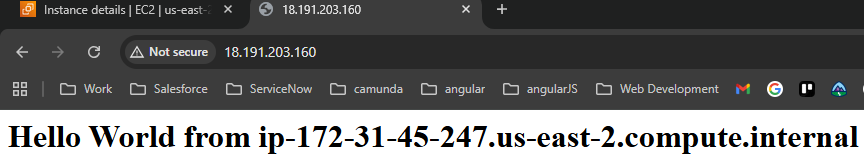 Instance details | EC2 | us-east-
18.191.203.160
Not secure
18.191.203.160
Work
Salesforce
ServiceNow
camunda
angular
angularJS
Web Development
Hello World from ip-172-31-45-247.us-east-2.compute.internal